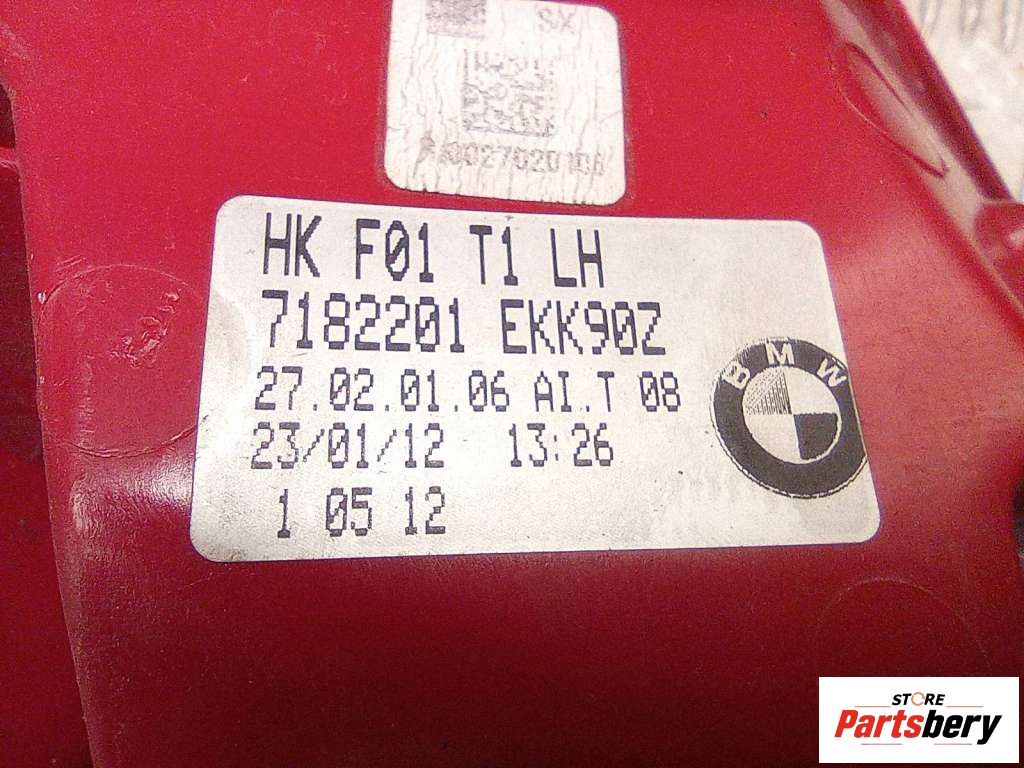 SX
HK F01 T1 LH
7182201 EKK90Z
27.02.01.06 AI.T 08
23/01/12 13:26
1 05 12
BMW
STORE
Partsbery